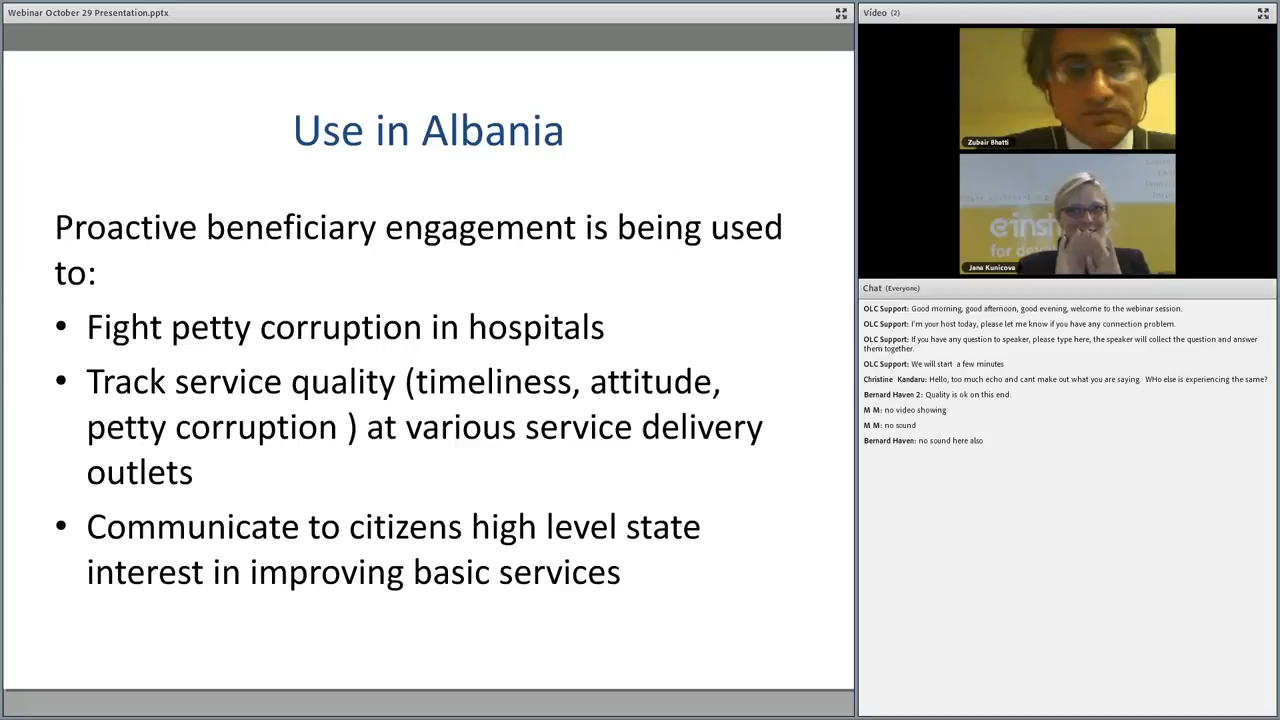 Webinar October 29 Presentation.pptx
Use in Albania
Proactive beneficiary engagement is being used
to:
• Fight petty corruption in hospitals
• Track service quality (timeliness, attitude,
petty corruption ) at various service delivery
outlets
• Communicate to citizens high level state
interest in improving basic services
Vídeo (2)
Zubair Bhatti
einst
for dev
Jana Kunicova
Chat (Everyone)
OLC Support: Good morning, good afternoon, good evening, welcome to the webinar session.
OLC Support: I'm your host today, please let me know if you have any connection problem.
OLC Support: If you have any question to speaker, please type here, the speaker will collect the question and answer
them together.
OLC Support: We will start a few minutes
Christine Kandaru: Hello, too much echo and cant make out what you are saying. WHo else is experiencing the same?
Bernard Haven 2: Quality is ok on this end.
M M: no video showing
M M: no sound
Bernard Haven: no sound here also